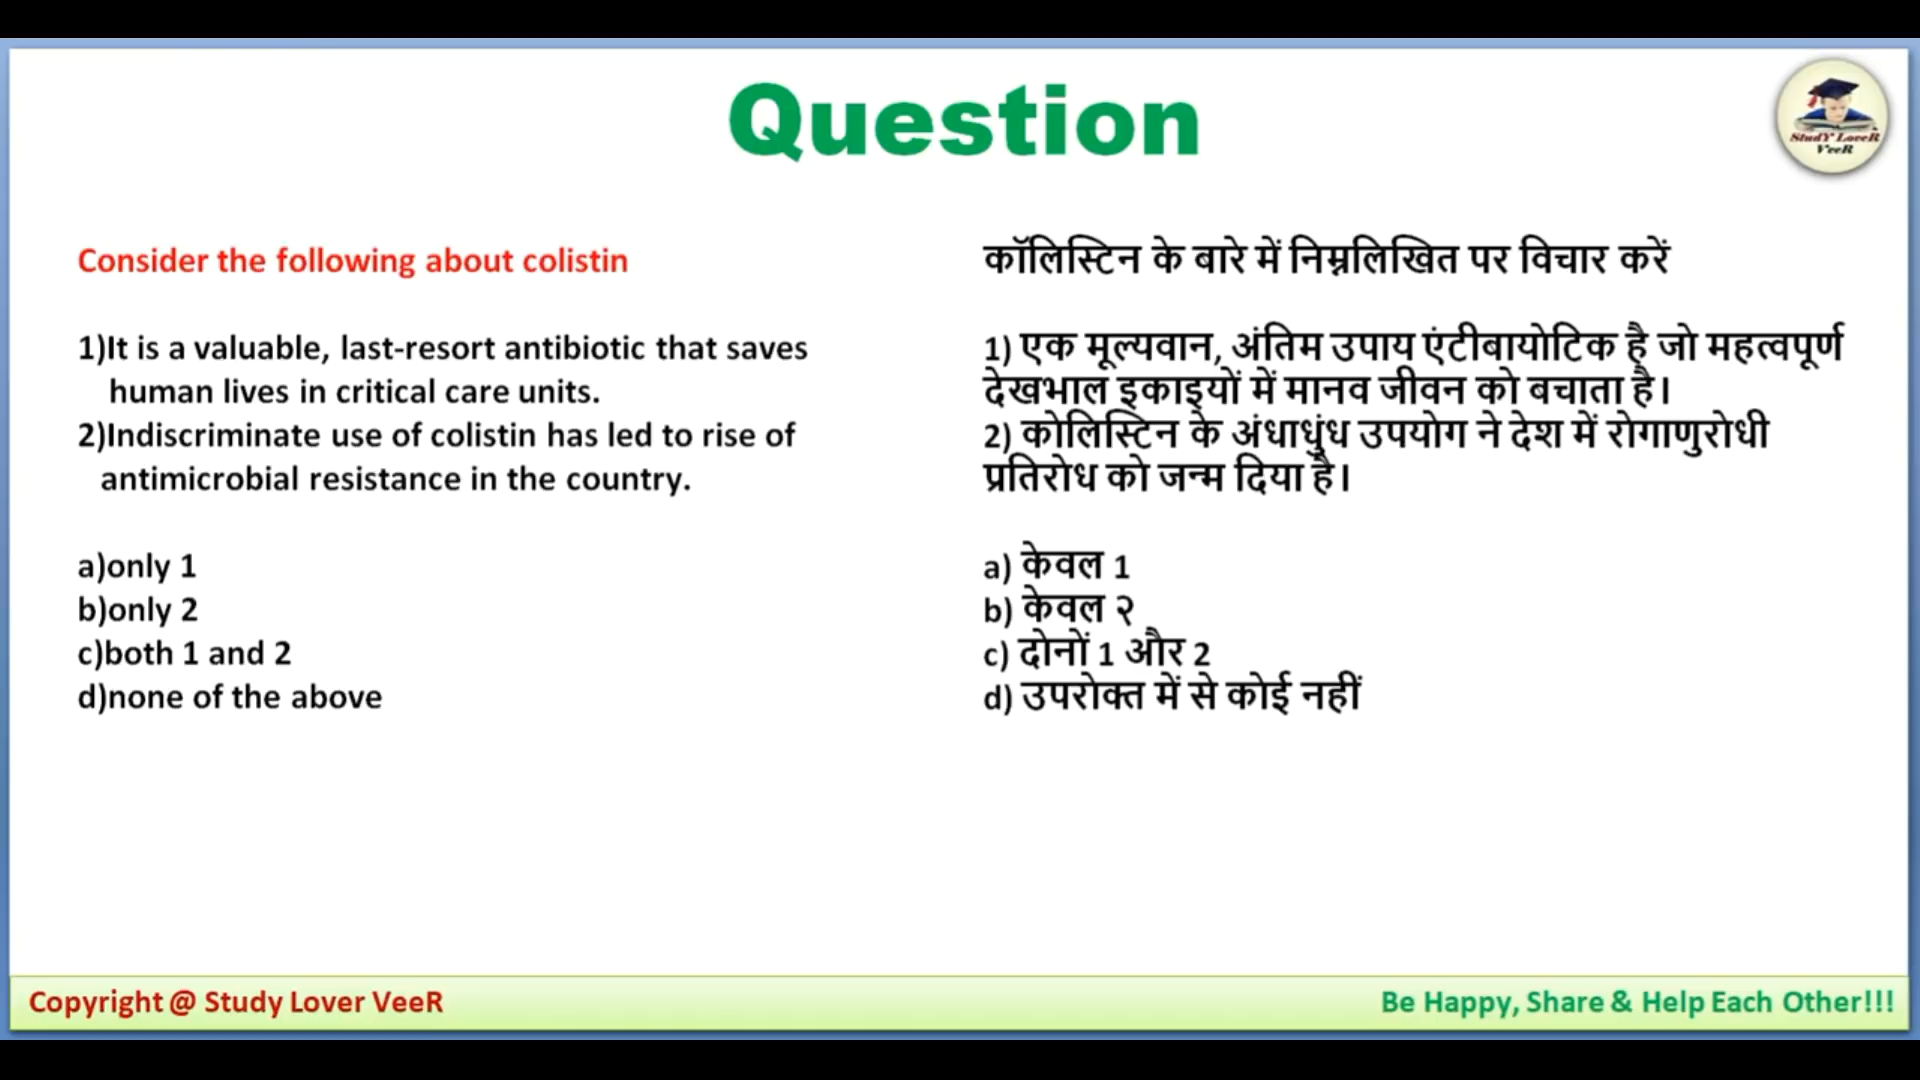 Question
StudY LoveR
VeeR
Consider the following about colistin
1)It is a valuable, last-resort antibiotic that saves
human lives in critical care units.
2)Indiscriminate use of colistin has led to rise of
antimicrobial resistance in the country.
a)only 1
b)only 2
c)both 1 and 2
d)none of the above
कॉलिस्टिन के बारे में निम्नलिखित पर विचार करें
1) एक मूल्यवान, अंतिम उपाय एंटीबायोटिक है जो महत्वपूर्ण
देखभाल इकाइयों में मानव जीवन को बचाता है।
2) कोलिस्टिन के अंधाधुंध उपयोग ने देश में रोगाणुरोधी
प्रतिरोध को जन्म दिया है।
a) केवल 1
b) केवल २
c) दोनों 1 और 2
d) उपरोक्त में से कोई नहीं
Copyright @ Study Lover VeeR
Be Happy, Share & Help Each Other!!!